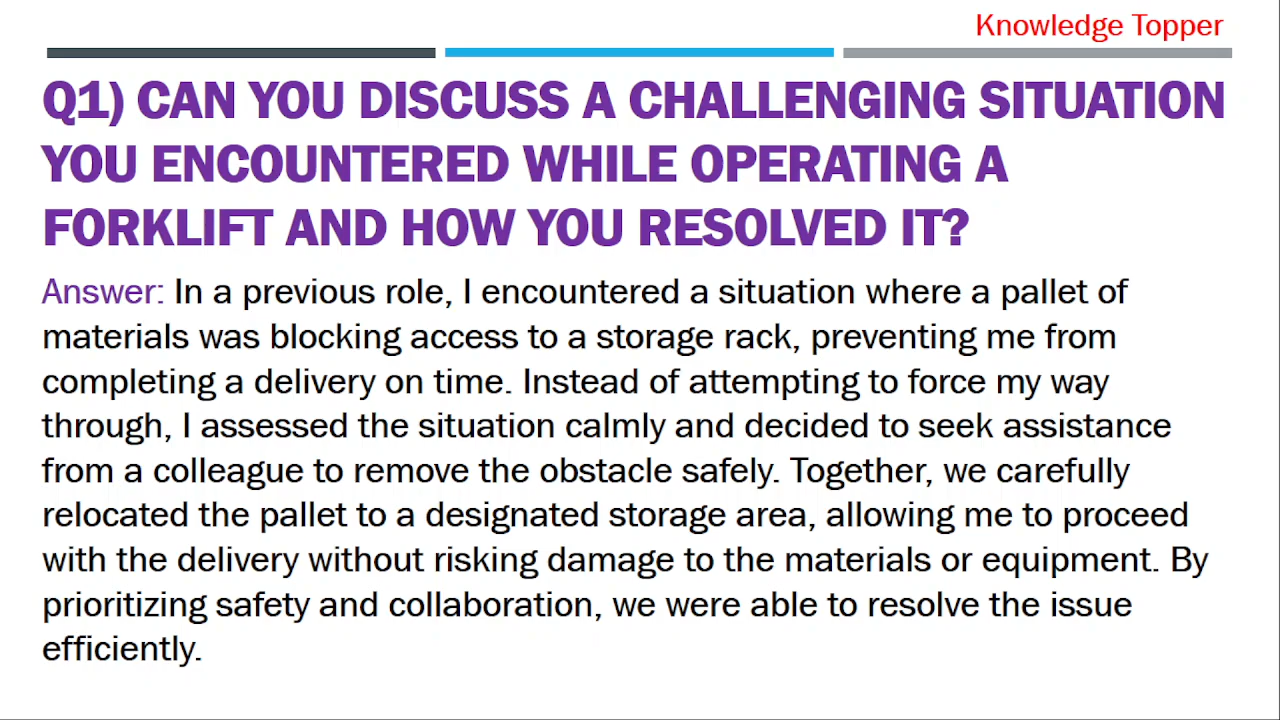 Knowledge Topper
Q1) CAN YOU DISCUSS A CHALLENGING SITUATION
YOU ENCOUNTERED WHILE OPERATING A
FORKLIFT AND HOW YOU RESOLVED IT?
Answer: In a previous role, I encountered a situation where a pallet of
materials was blocking access to a storage rack, preventing me from
completing a delivery on time. Instead of attempting to force my way
through, I assessed the situation calmly and decided to seek assistance
from a colleague to remove the obstacle safely. Together, we carefully
relocated the pallet to a designated storage area, allowing me to proceed
with the delivery without risking damage to the materials or equipment. By
prioritizing safety and collaboration, we were able to resolve the issue
efficiently.